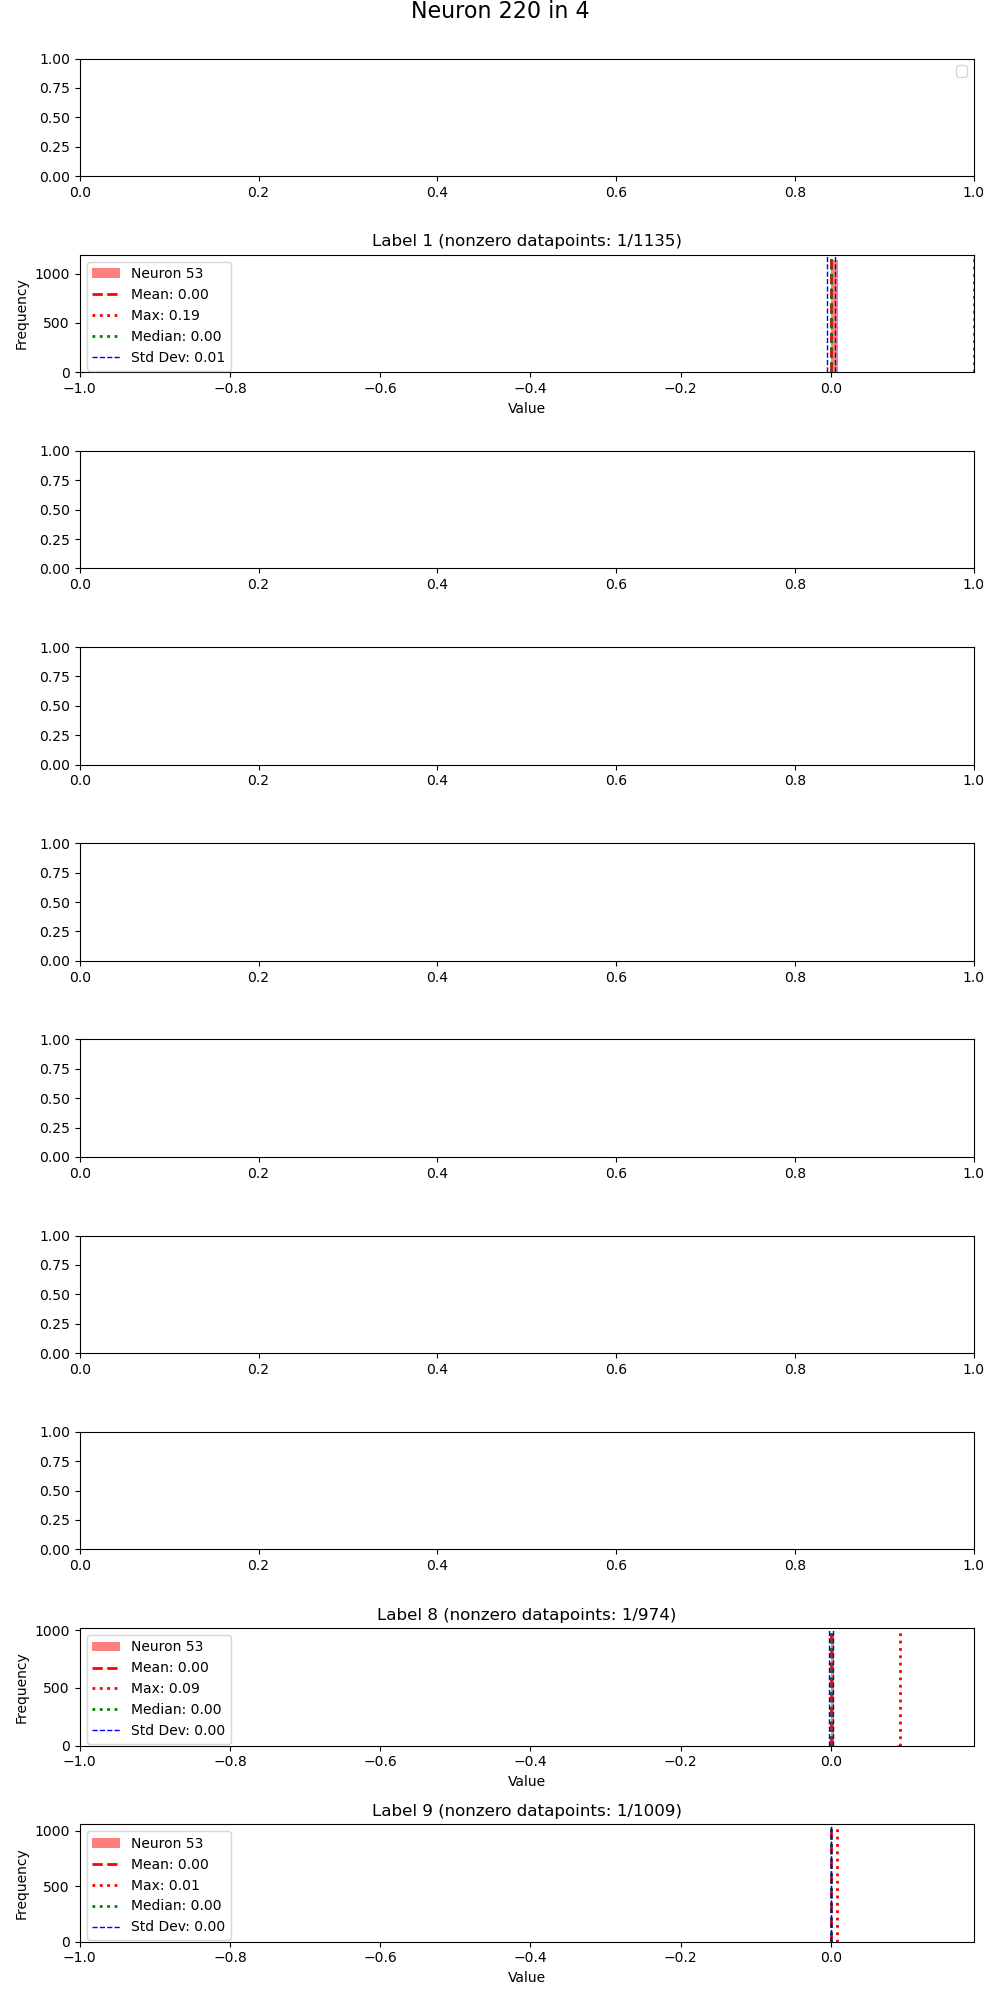 Neuron 220 in 4
1.00
0.75
0.50
0.25
0.00
0.0 0.2 0.4 0.6 0.8 1.0
Label 1 (nonzero datapoints: 1/1135)
Frequency
1000
500
0
Neuron 53
Mean: 0.00
Max: 0.19
Median: 0.00
Std Dev: 0.01
−1.0 −0.8 −0.6 −0.4 −0.2 0.0
Value
1.00
0.75
0.50
0.25
0.00
0.0 0.2 0.4 0.6 0.8 1.0
1.00
0.75
0.50
0.25
0.00
0.0 0.2 0.4 0.6 0.8 1.0
1.00
0.75
0.50
0.25
0.00
0.0 0.2 0.4 0.6 0.8 1.0
1.00
0.75
0.50
0.25
0.00
0.0 0.2 0.4 0.6 0.8 1.0
1.00
0.75
0.50
0.25
0.00
0.0 0.2 0.4 0.6 0.8 1.0
1.00
0.75
0.50
0.25
0.00
0.0 0.2 0.4 0.6 0.8 1.0
Label 8 (nonzero datapoints: 1/974)
Frequency
1000
500
0
Neuron 53
Mean: 0.00
Max: 0.09
Median: 0.00
Std Dev: 0.00
−1.0 −0.8 −0.6 −0.4 −0.2 0.0
Value
Label 9 (nonzero datapoints: 1/1009)
Frequency
1000
500
0
Neuron 53
Mean: 0.00
Max: 0.01
Median: 0.00
Std Dev: 0.00
−1.0 −0.8 −0.6 −0.4 −0.2 0.0
Value